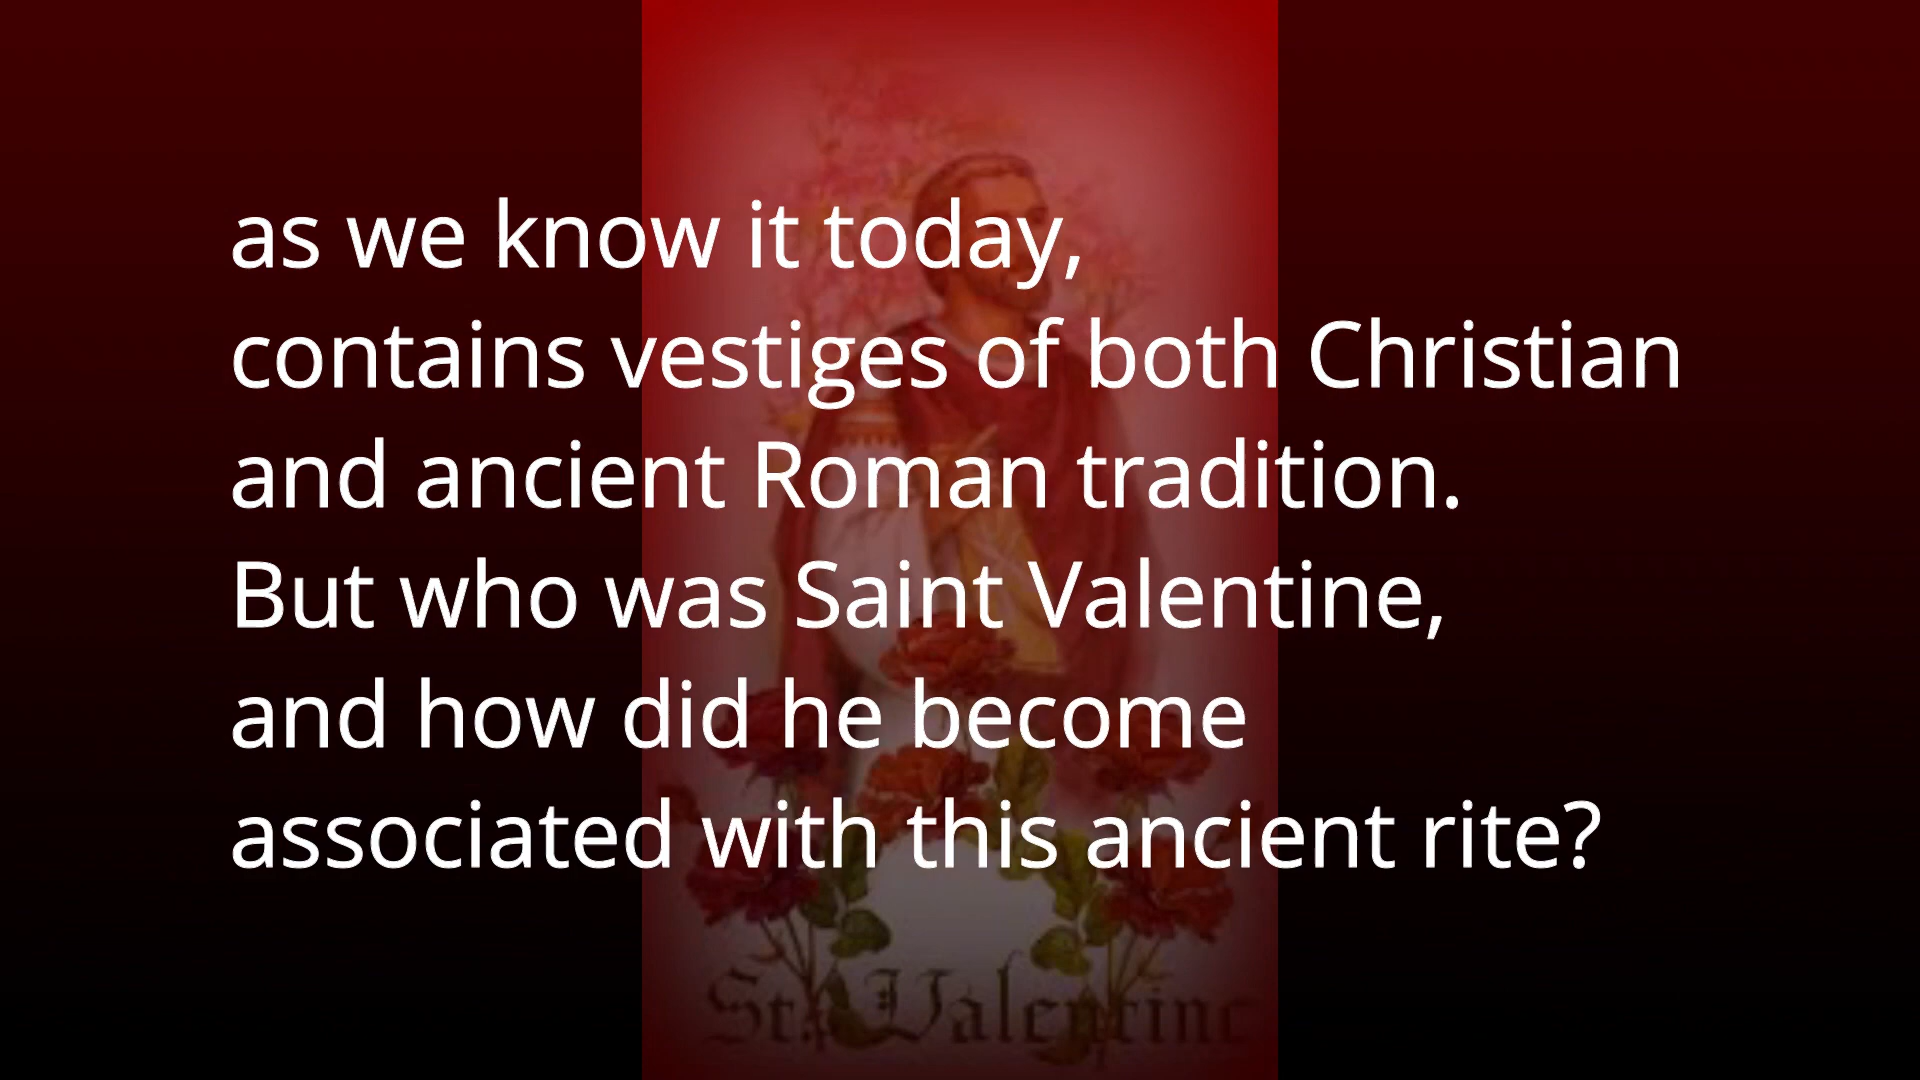 as we know it today,
contains vestiges of both Christian
and ancient Roman tradition.
But who was Saint Valentine,
and how did he become
associated with this ancient rite?
St. Valentine